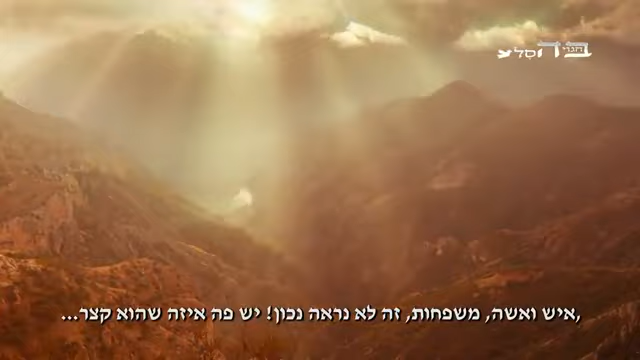 איש ואשה, משפחות, זה לא נראה נכון! יש פה איזה שהוא קצר...,